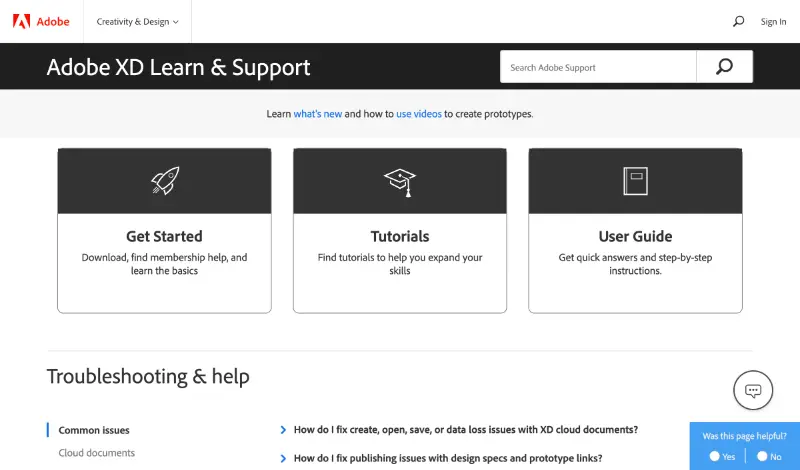 Adobe
Creativity & Design
Sign In
Adobe XD Learn & Support
Search Adobe Support
Learn what's new and how to use videos to create prototypes.
Get Started
Download, find membership help, and
learn the basics
Tutorials
Find tutorials to help you expand your
skills
User Guide
Get quick answers and step-by-step
instructions.
Troubleshooting & help
Common issues
Cloud documents
How do I fix create, open, save, or data loss issues with XD cloud documents?
How do I fix publishing issues with design specs and prototype links?
Was this page helpful?
Yes
No